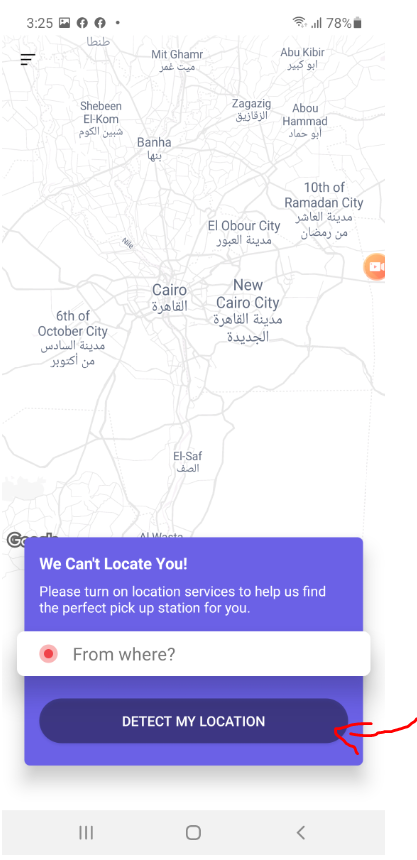 3:25
78%
طنطا
Mit Ghamr
ميت غمر
Abu Kibir
ابو كبير
Shebeen
El-Kom
شبين الكوم
Zagazig
الزقازيق
Abou
Hammad
أبو حماد
Banha
بنها
10th of
Ramadan City
مدينة العاشر
من رمضان
El Obour City
مدينة العبور
Nile
Cairo
القاهرة
New
Cairo City
مدينة القاهرة
الجديدة
6th of
October City
مدينة السادس
من أكتوبر
El-Saf
الصف
Google
Al Wasta
We Can't Locate You!
Please turn on location services to help us find
the perfect pick up station for you.
From where?
DETECT MY LOCATION